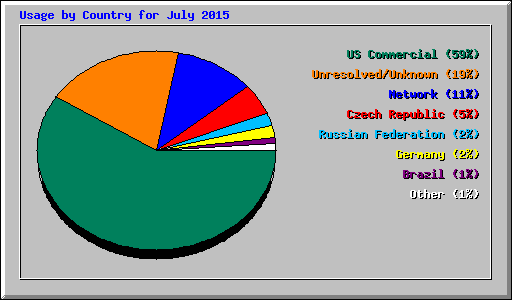 Usage by Country for July 2015
US Commercial (59%)
Unresolved/Unknown (19%)
Network (11%)
Czech Republic (5%)
Russian Federation (2%)
Germany (2%)
Brazil (1%)
Other (1%)